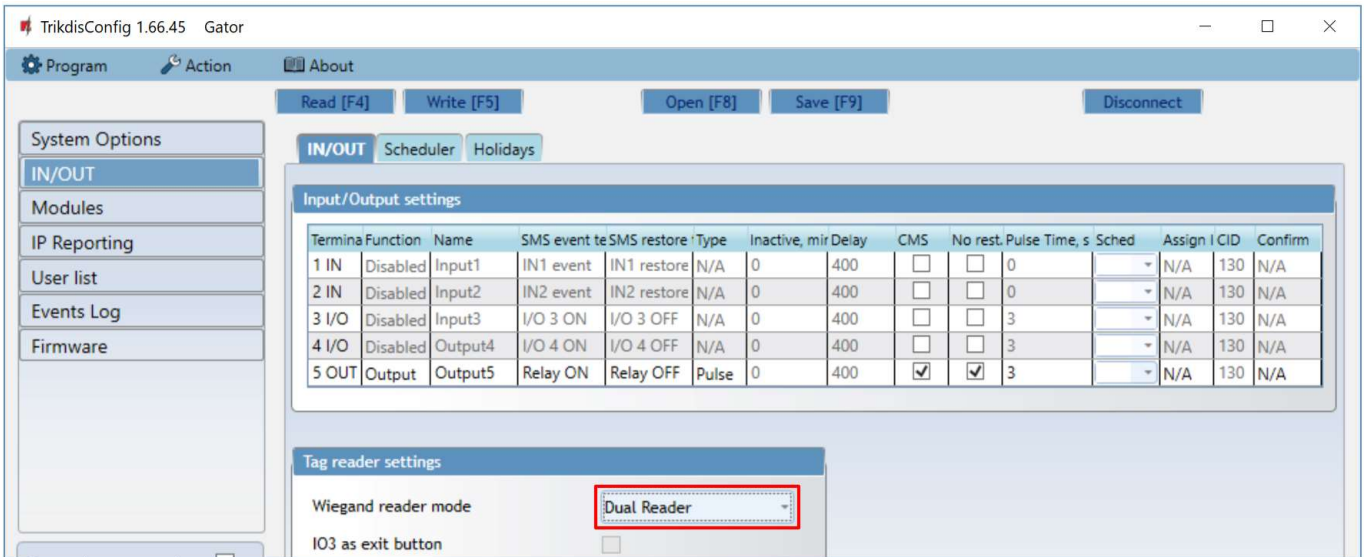 TrikdisConfig 1.66.45 Gator
Program Action About
Read [F4] Write [F5] Open [F8] Save [F9] Disconnect
System Options
IN/OUT
Modules
IP Reporting
User list
Events Log
Firmware
IN/OUT Scheduler Holidays
Input/Output settings
Termina Function Name SMS event te SMS restore Type Inactive, mir Delay CMS No rest. Pulse Time, s Sched Assign I CID Confirm
1 IN Disabled Input1 IN1 event IN1 restore N/A 0 400 0 N/A 130 N/A
2 IN Disabled Input2 IN2 event IN2 restore N/A 0 400 0 N/A 130 N/A
3 I/O Disabled Input3 I/O 3 ON I/O 3 OFF N/A 0 400 3 N/A 130 N/A
4 I/O Disabled Output4 I/O 4 ON I/O 4 OFF N/A 0 400 3 N/A 130 N/A
5 OUT Output Output5 Relay ON Relay OFF Pulse 0 400 3 N/A 130 N/A
Tag reader settings
Wiegand reader mode Dual Reader
IO3 as exit button